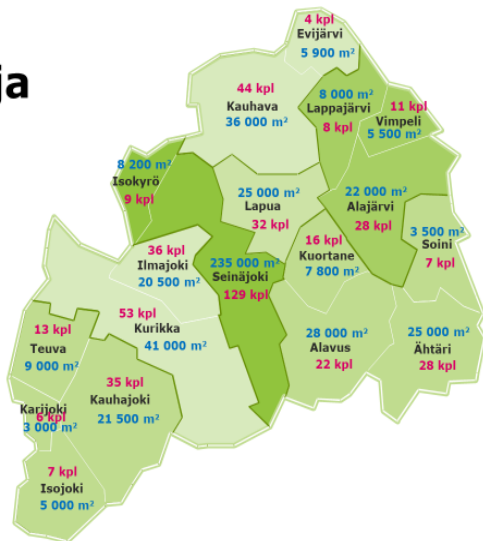 ja
4 kpl
Evijärvi
5 900 m²
44 kpl
Kauhava
36 000 m²
8 000 m²
Lappajärvi
8 kpl
11 kpl
Vimpeli
5 500 m²
8 200 m²
Isokyrö
9 kpl
25 000 m²
Lapua
32 kpl
22 000 m²
Alajärvi
28 kpl
3 500 m²
Soini
7 kpl
36 kpl
Ilmajoki
20 500 m²
235 000 m²
Seinäjoki
129 kpl
16 kpl
Kuortane
7 800 m²
53 kpl
Kurikka
41 000 m²
28 000 m²
Alavus
22 kpl
25 000 m²
Ähtäri
28 kpl
13 kpl
Teuva
9 000 m²
35 kpl
Kauhajoki
21 500 m²
Karijoki
6 kpl
3 000 m²
7 kpl
Isojoki
5 000 m²